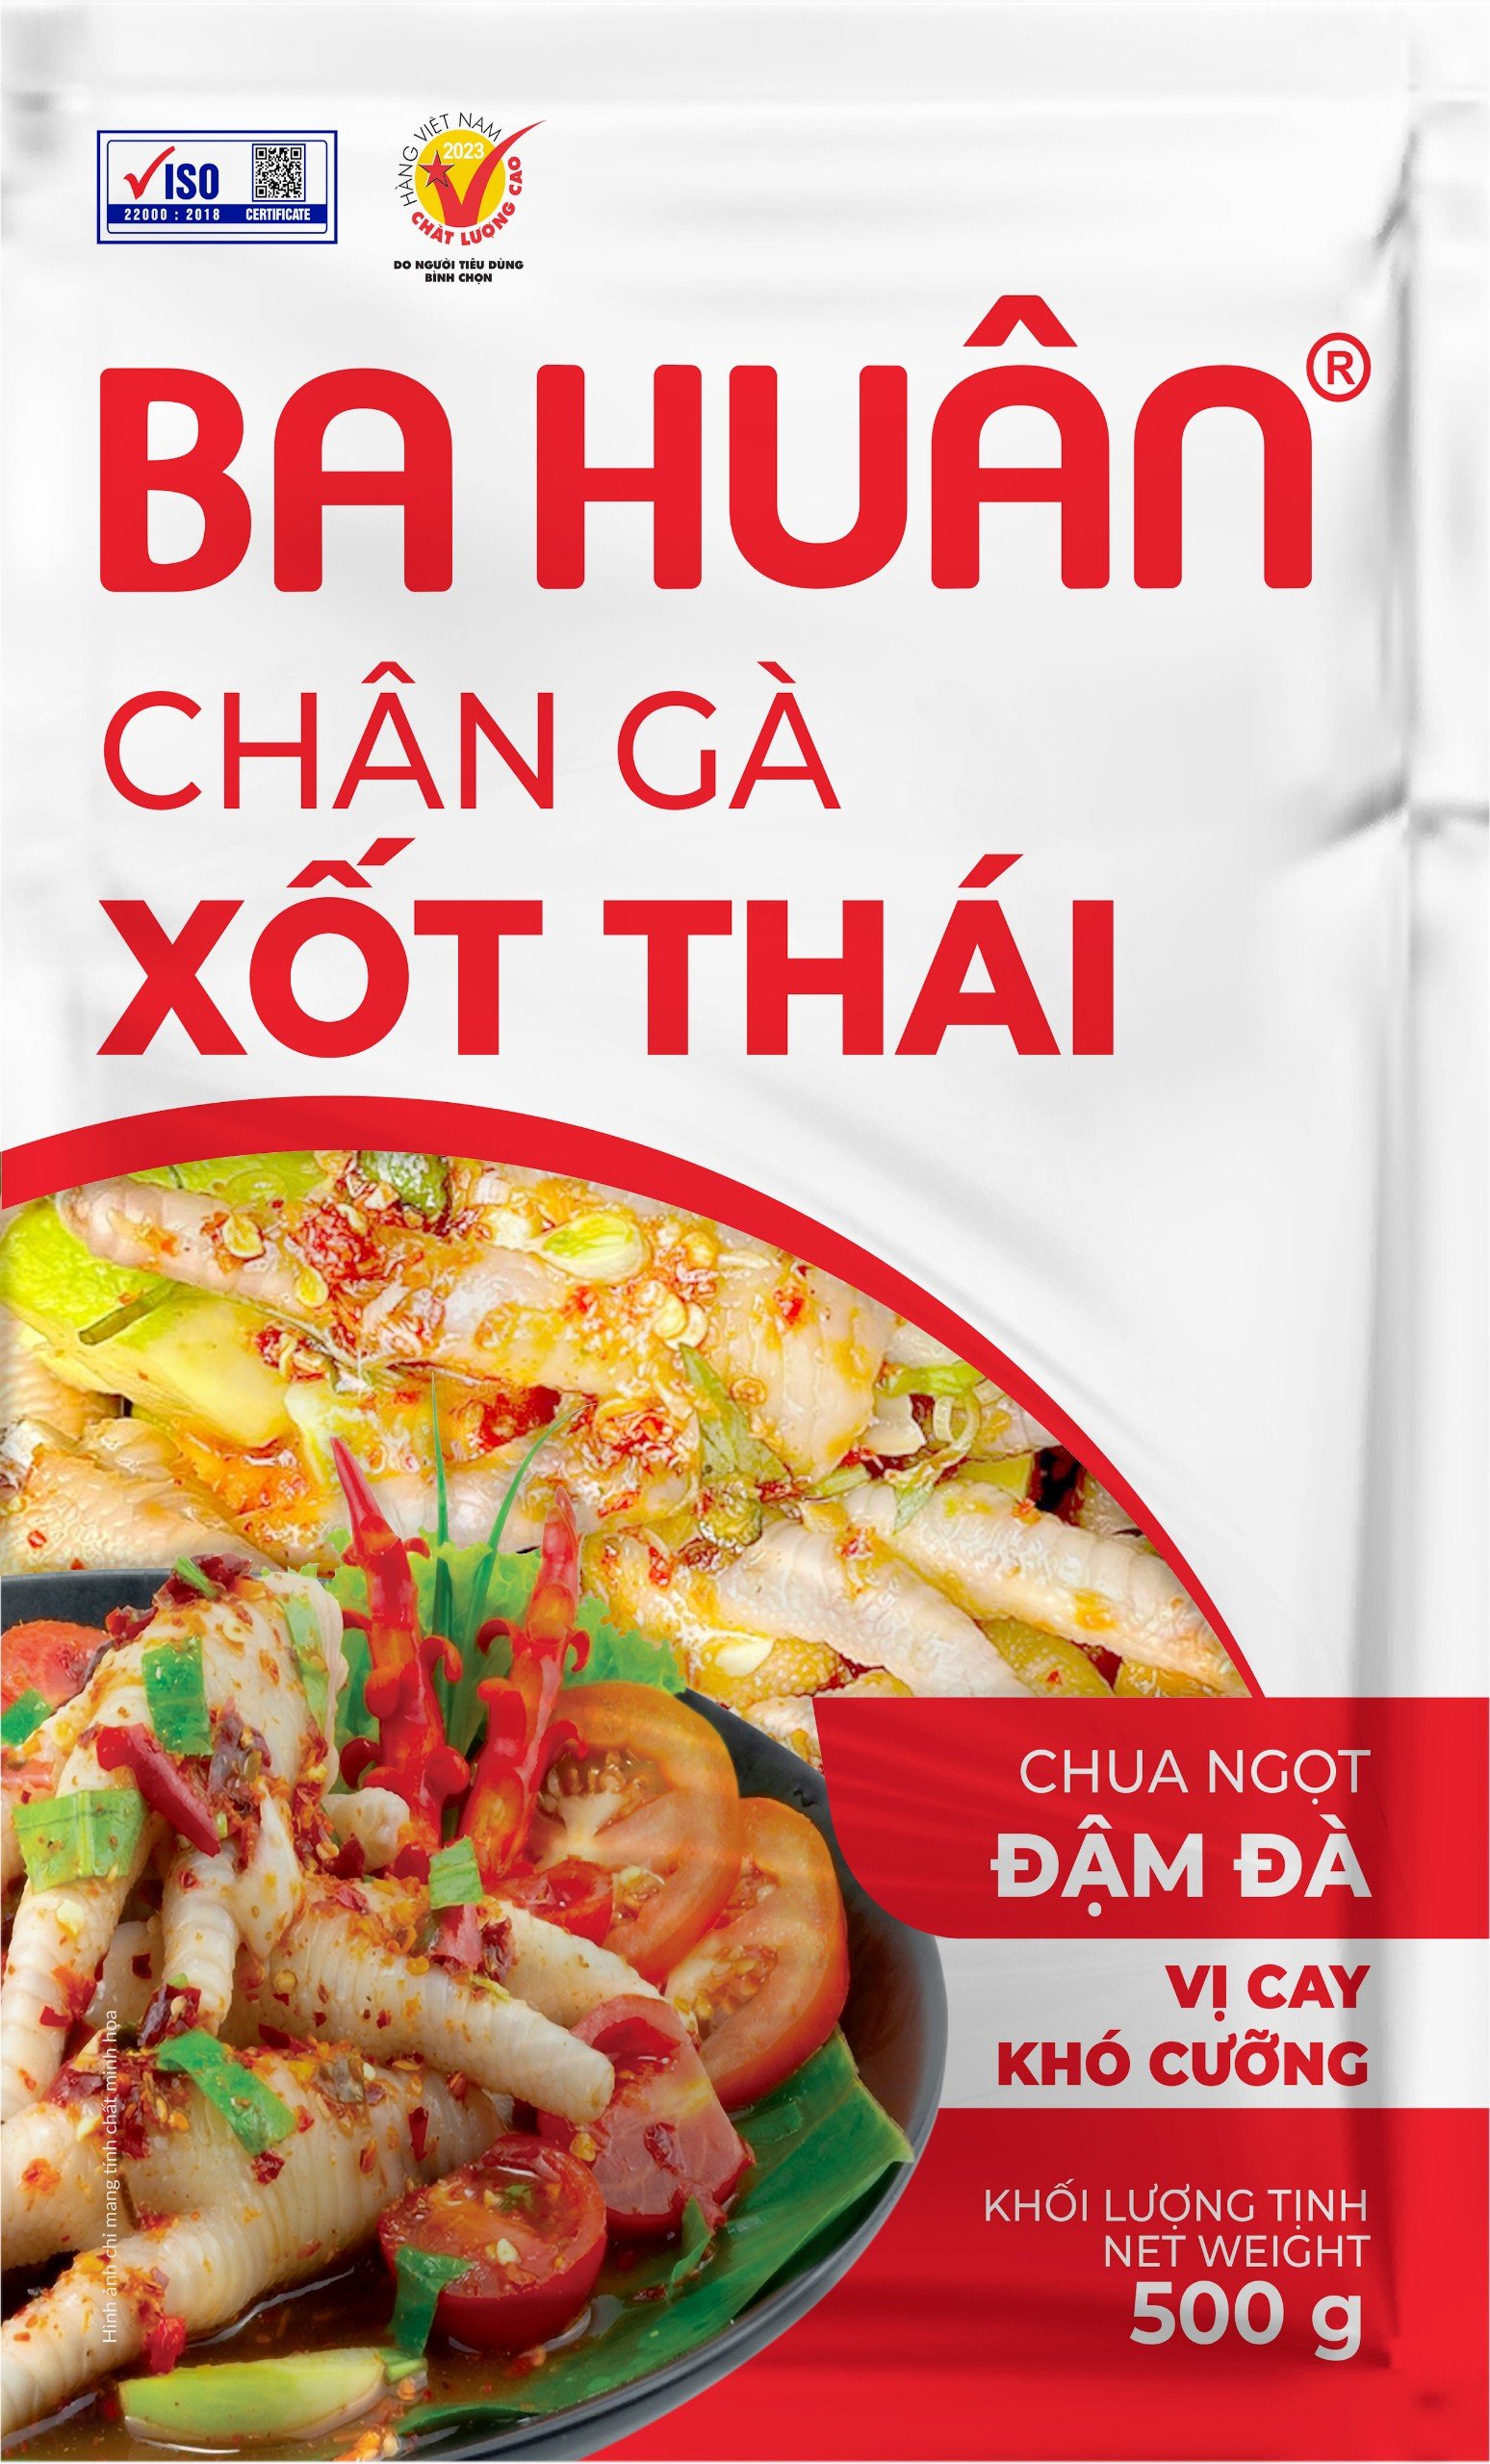 ISO
22000 : 2018 CERTIFICATE
HÀNG VIỆT NAM
2023
CHẤT LƯỢNG CAO
DO NGƯỜI TIÊU DÙNG
BÌNH CHỌN
BA HUÂN®
CHÂN GÀ
XỐT THÁI
CHUA NGỌT
ĐẬM ĐÀ
VỊ CAY
KHÓ CƯỠNG
KHỐI LƯỢNG TỊNH
NET WEIGHT
500 g
Hình ảnh chỉ mang tính chất minh họa